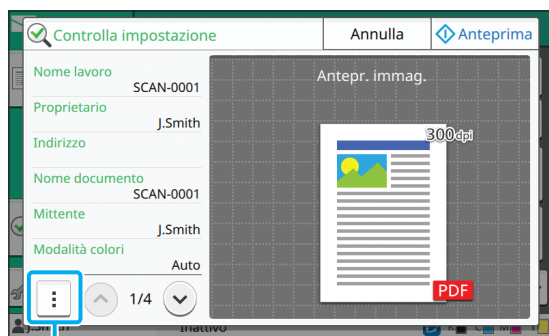 Controlla impostazione
Annulla
Anteprima
Nome lavoro
SCAN-0001
Proprietario
J.Smith
Indirizzo
Nome documento
SCAN-0001
Mittente
J.Smith
Modalità colori
Auto
1/4
Antepr. immag.
300dpi
PDF
J.Smith
Inattivo
K C M Y